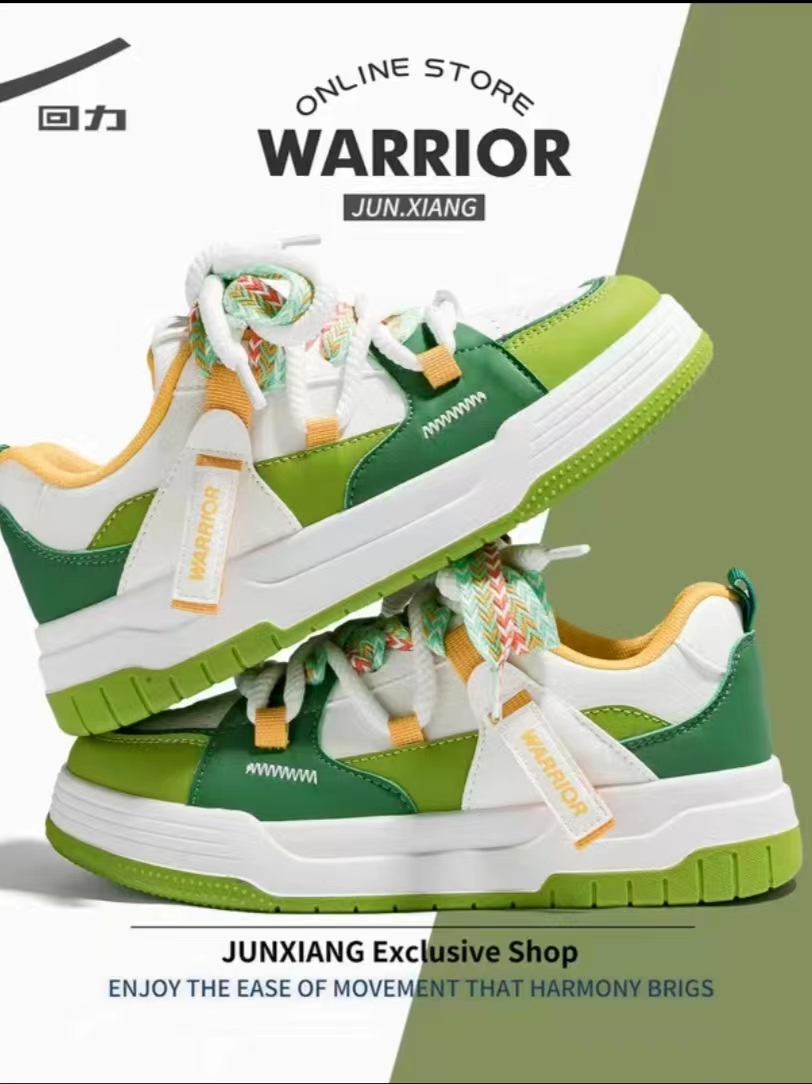 回力
ONLINE STORE
WARRIOR
JUN.XIANG
WARRIOR
WARRIOR
JUNXIANG Exclusive Shop
ENJOY THE EASE OF MOVEMENT THAT HARMONY BRIGS